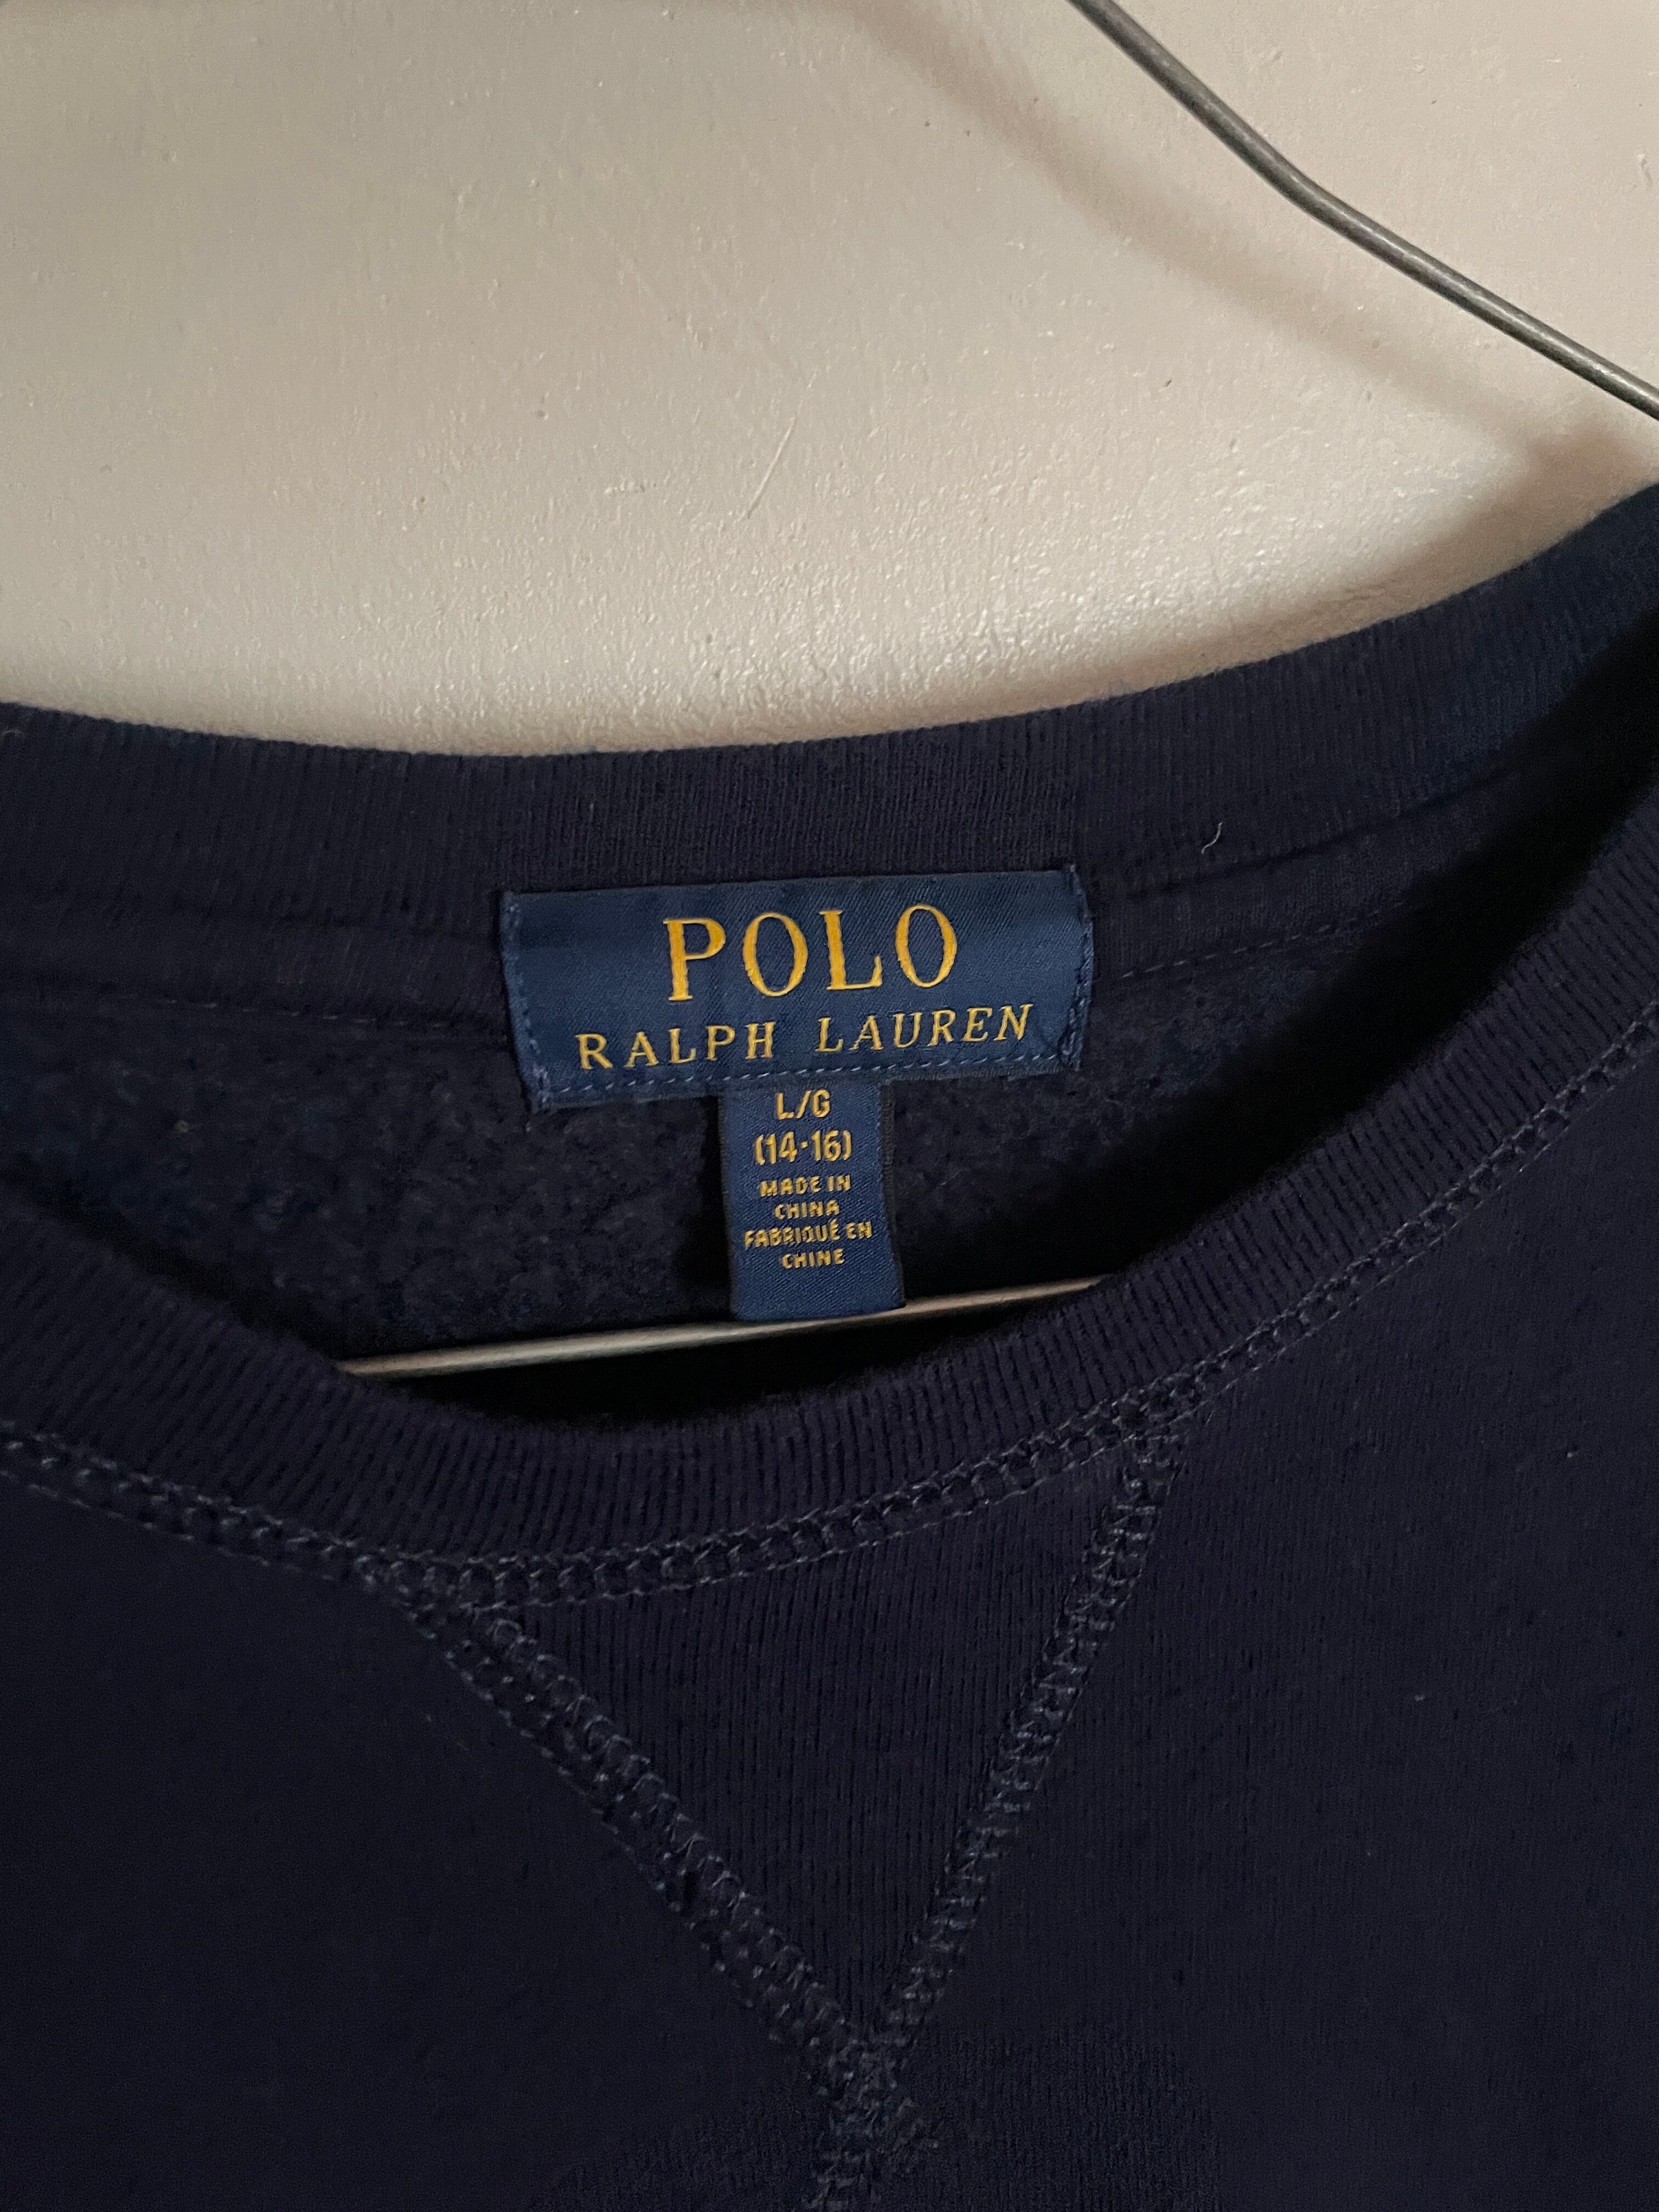 POLO
RALPH LAUREN
L/G
(14-16)
MADE IN
CHINA
FABRIQUÉ EN
CHINE